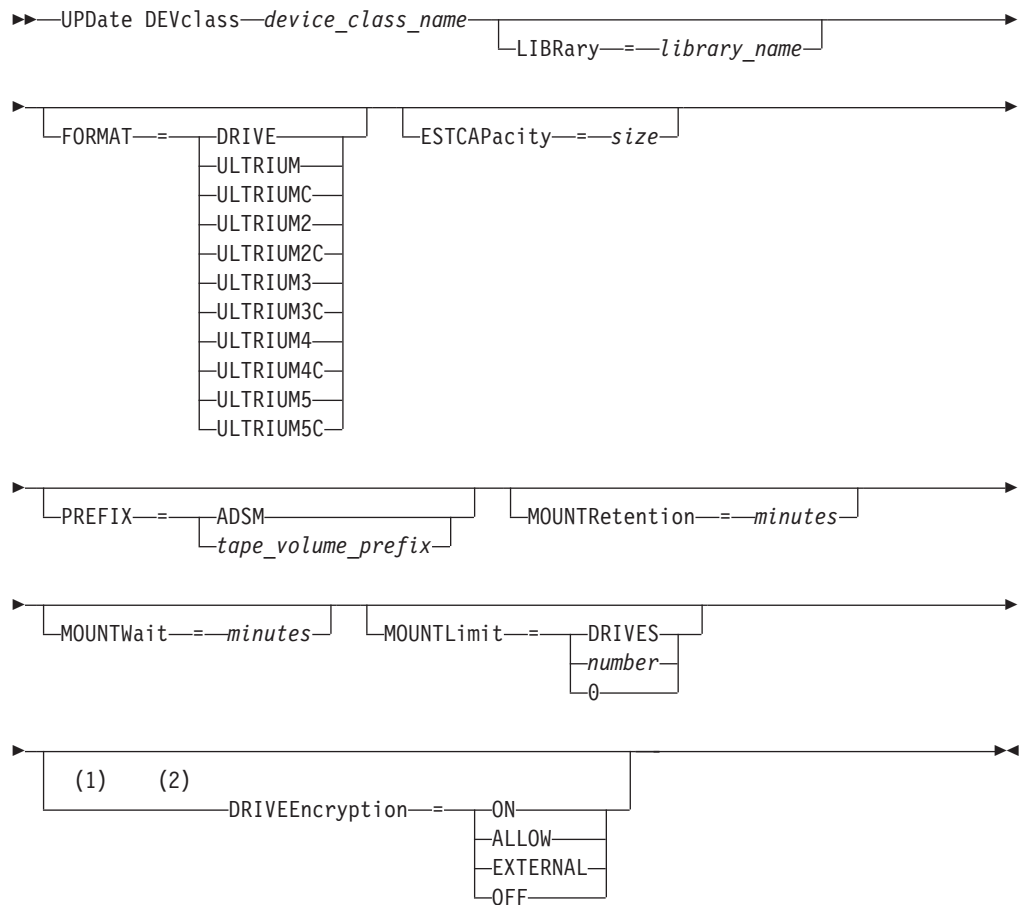 UPDate DEVclass device_class_name
LIBRary = library_name
FORMAT = DRIVE
ULTRIUM
ULTRIUMC
ULTRIUM2
ULTRIUM2C
ULTRIUM3
ULTRIUM3C
ULTRIUM4
ULTRIUM4C
ULTRIUM5
ULTRIUM5C
ESTCAPacity = size
PREFIX = ADSM
tape_volume_prefix
MOUNTRetention = minutes
MOUNTWait = minutes
MOUNTLimit = DRIVES
number
0
(1) (2)
DRIVEEncryption = ON
ALLOW
EXTERNAL
OFF